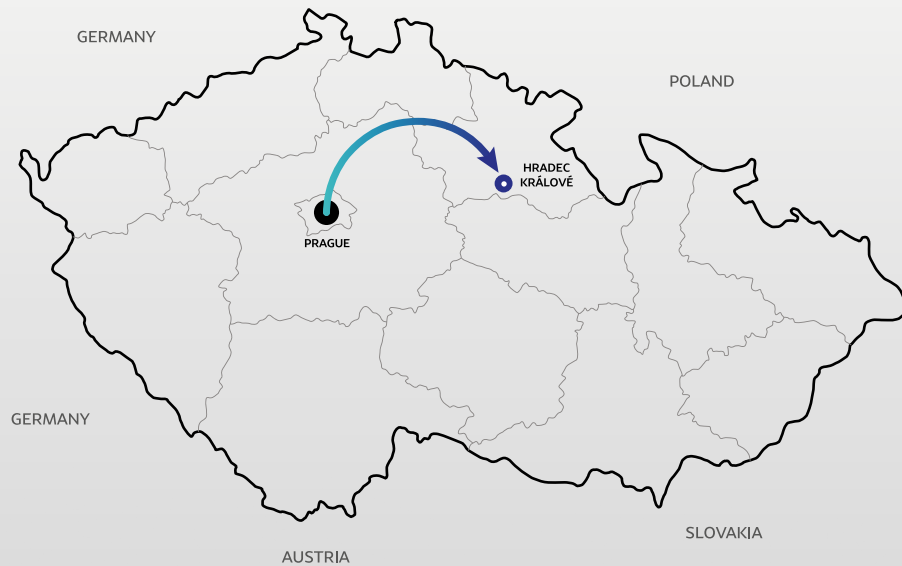 GERMANY
POLAND
HRADEC
KRÁLOVÉ
PRAGUE
GERMANY
SLOVAKIA
AUSTRIA